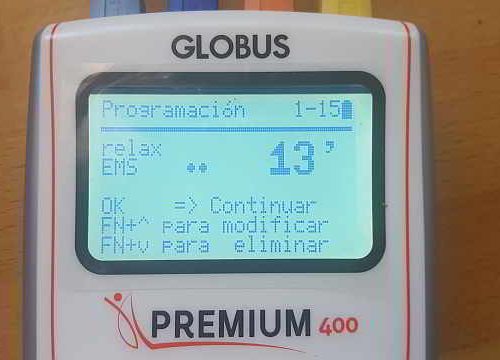 GLOBUS
Programación 1-15
relax
EMS 13'
OK => Continuar
FN+^ para modificar
FN+v para eliminar
PREMIUM 400